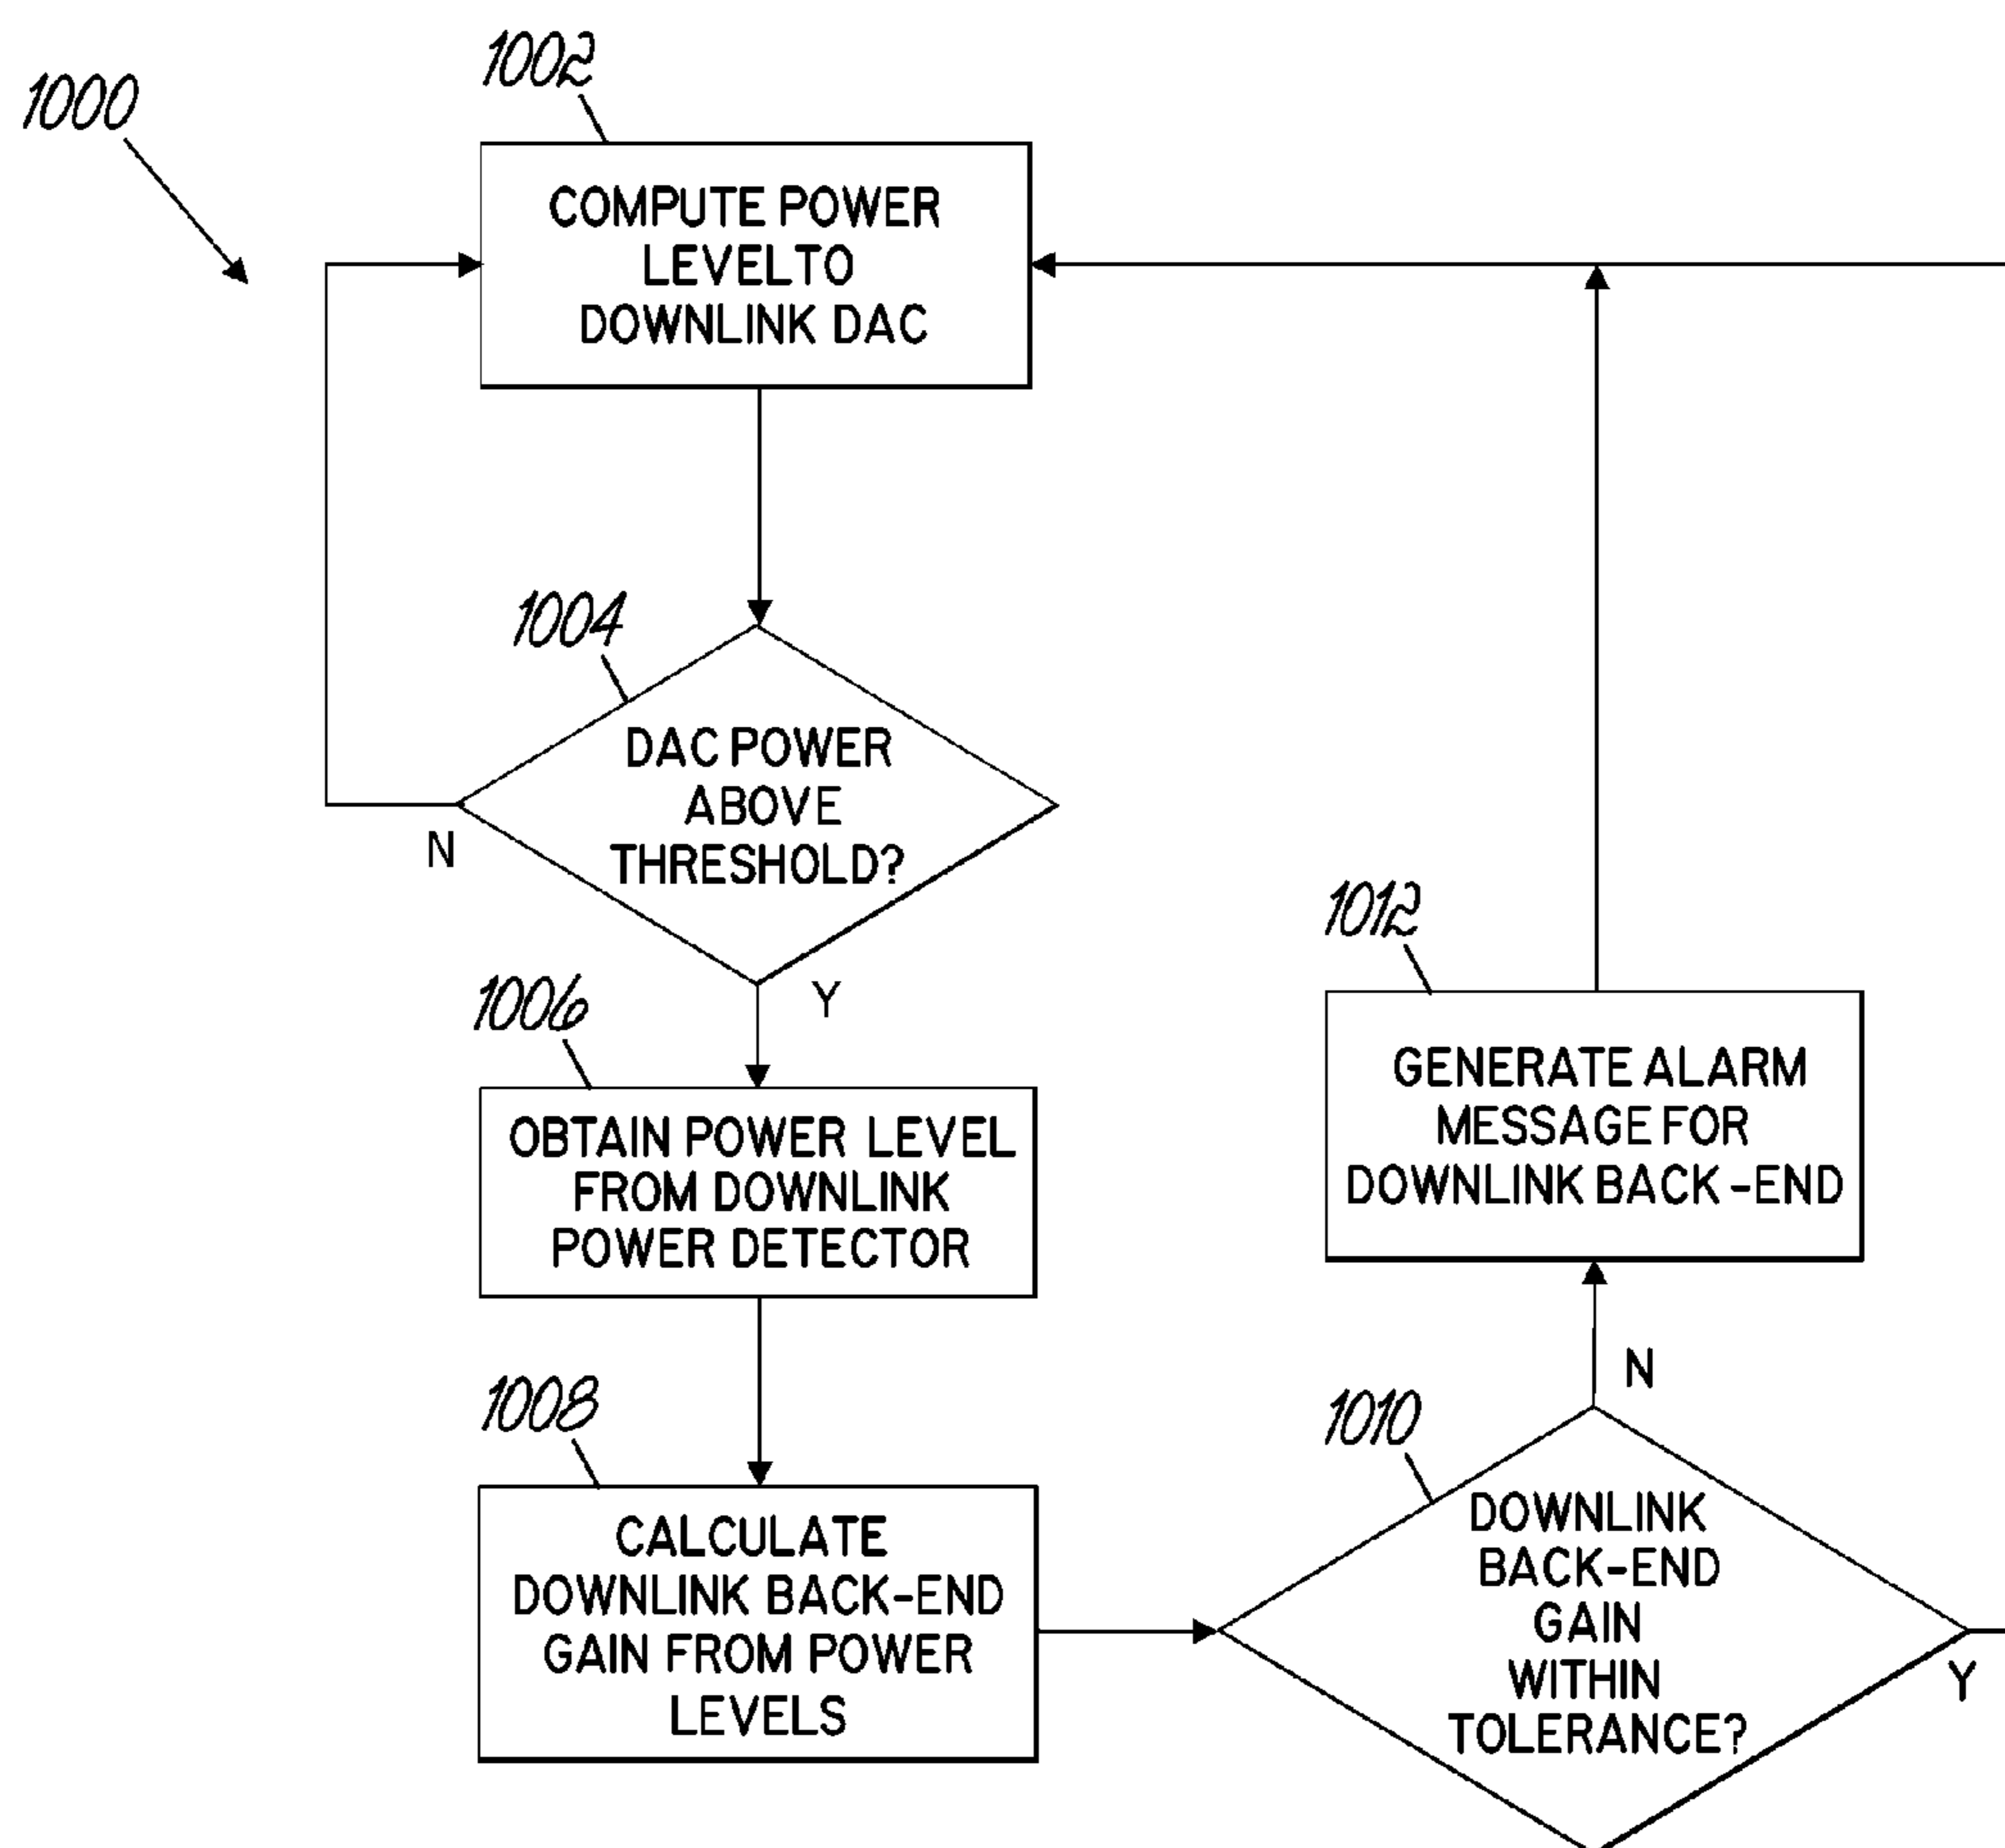 1000
1002
COMPUTE POWER
LEVELTO
DOWNLINK DAC
1004
DAC POWER
ABOVE
THRESHOLD?
N
Y
1006
OBTAIN POWER LEVEL
FROM DOWNLINK
POWER DETECTOR
1008
CALCULATE
DOWNLINK BACK-END
GAIN FROM POWER
LEVELS
1010
DOWNLINK
BACK-END
GAIN
WITHIN
TOLERANCE?
N
Y
1012
GENERATE ALARM
MESSAGE FOR
DOWNLINK BACK-END